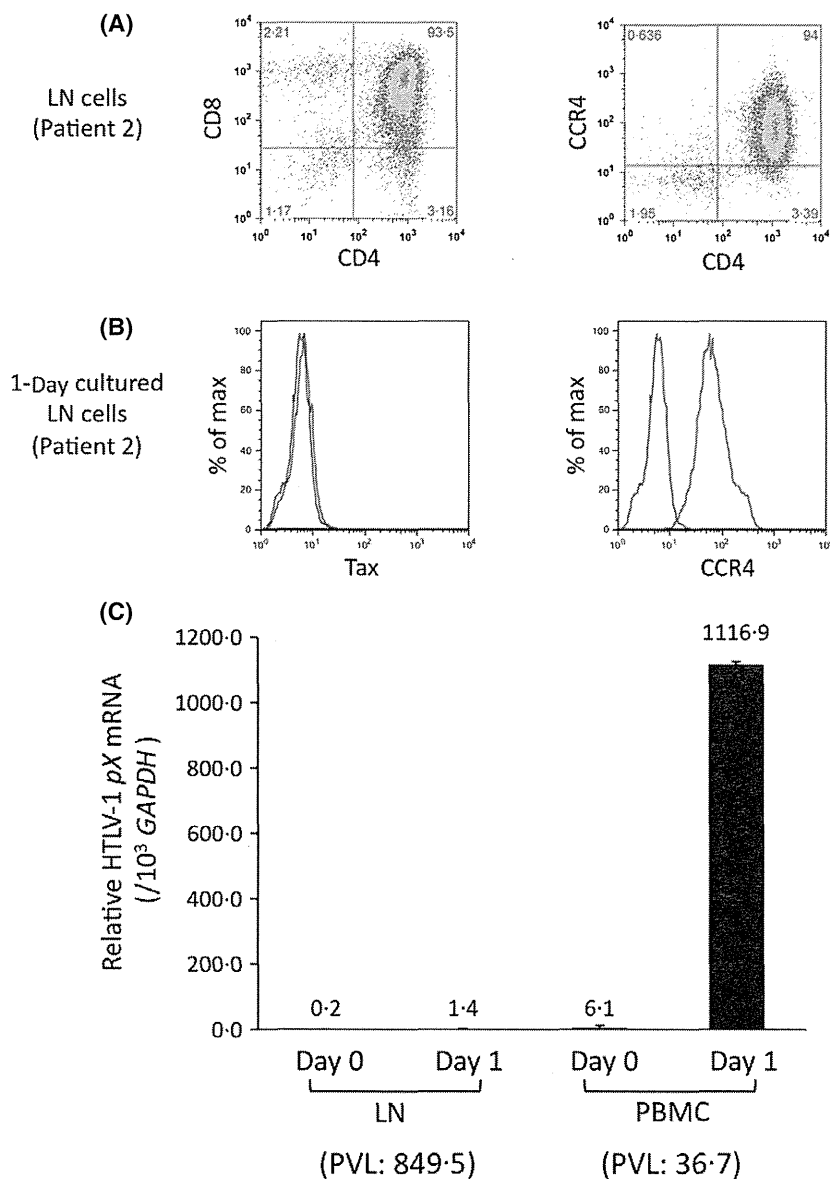 (A)
LN cells
(Patient 2)
CD8
10⁴
10³
10²
10¹
10⁰
2·21
93·5
1·17
3·16
10⁰ 10¹ 10² 10³ 10⁴
CD4
CCR4
10⁴
10³
10²
10¹
10⁰
0·636
94
1·95
3·39
10⁰ 10¹ 10² 10³ 10⁴
CD4
(B)
1-Day cultured
LN cells
(Patient 2)
% of max
100
80
60
40
20
0
10⁰ 10¹ 10² 10³ 10⁴
Tax
% of max
100
80
60
40
20
0
10⁰ 10¹ 10² 10³ 10⁴
CCR4
(C)
Relative HTLV-1 pX mRNA
(/10³ GAPDH)
1200·0
1000·0
800·0
600·0
400·0
200·0
0·0
0·2
1·4
6·1
1116·9
Day 0 Day 1 Day 0 Day 1
LN PBMC
(PVL: 849·5) (PVL: 36·7)